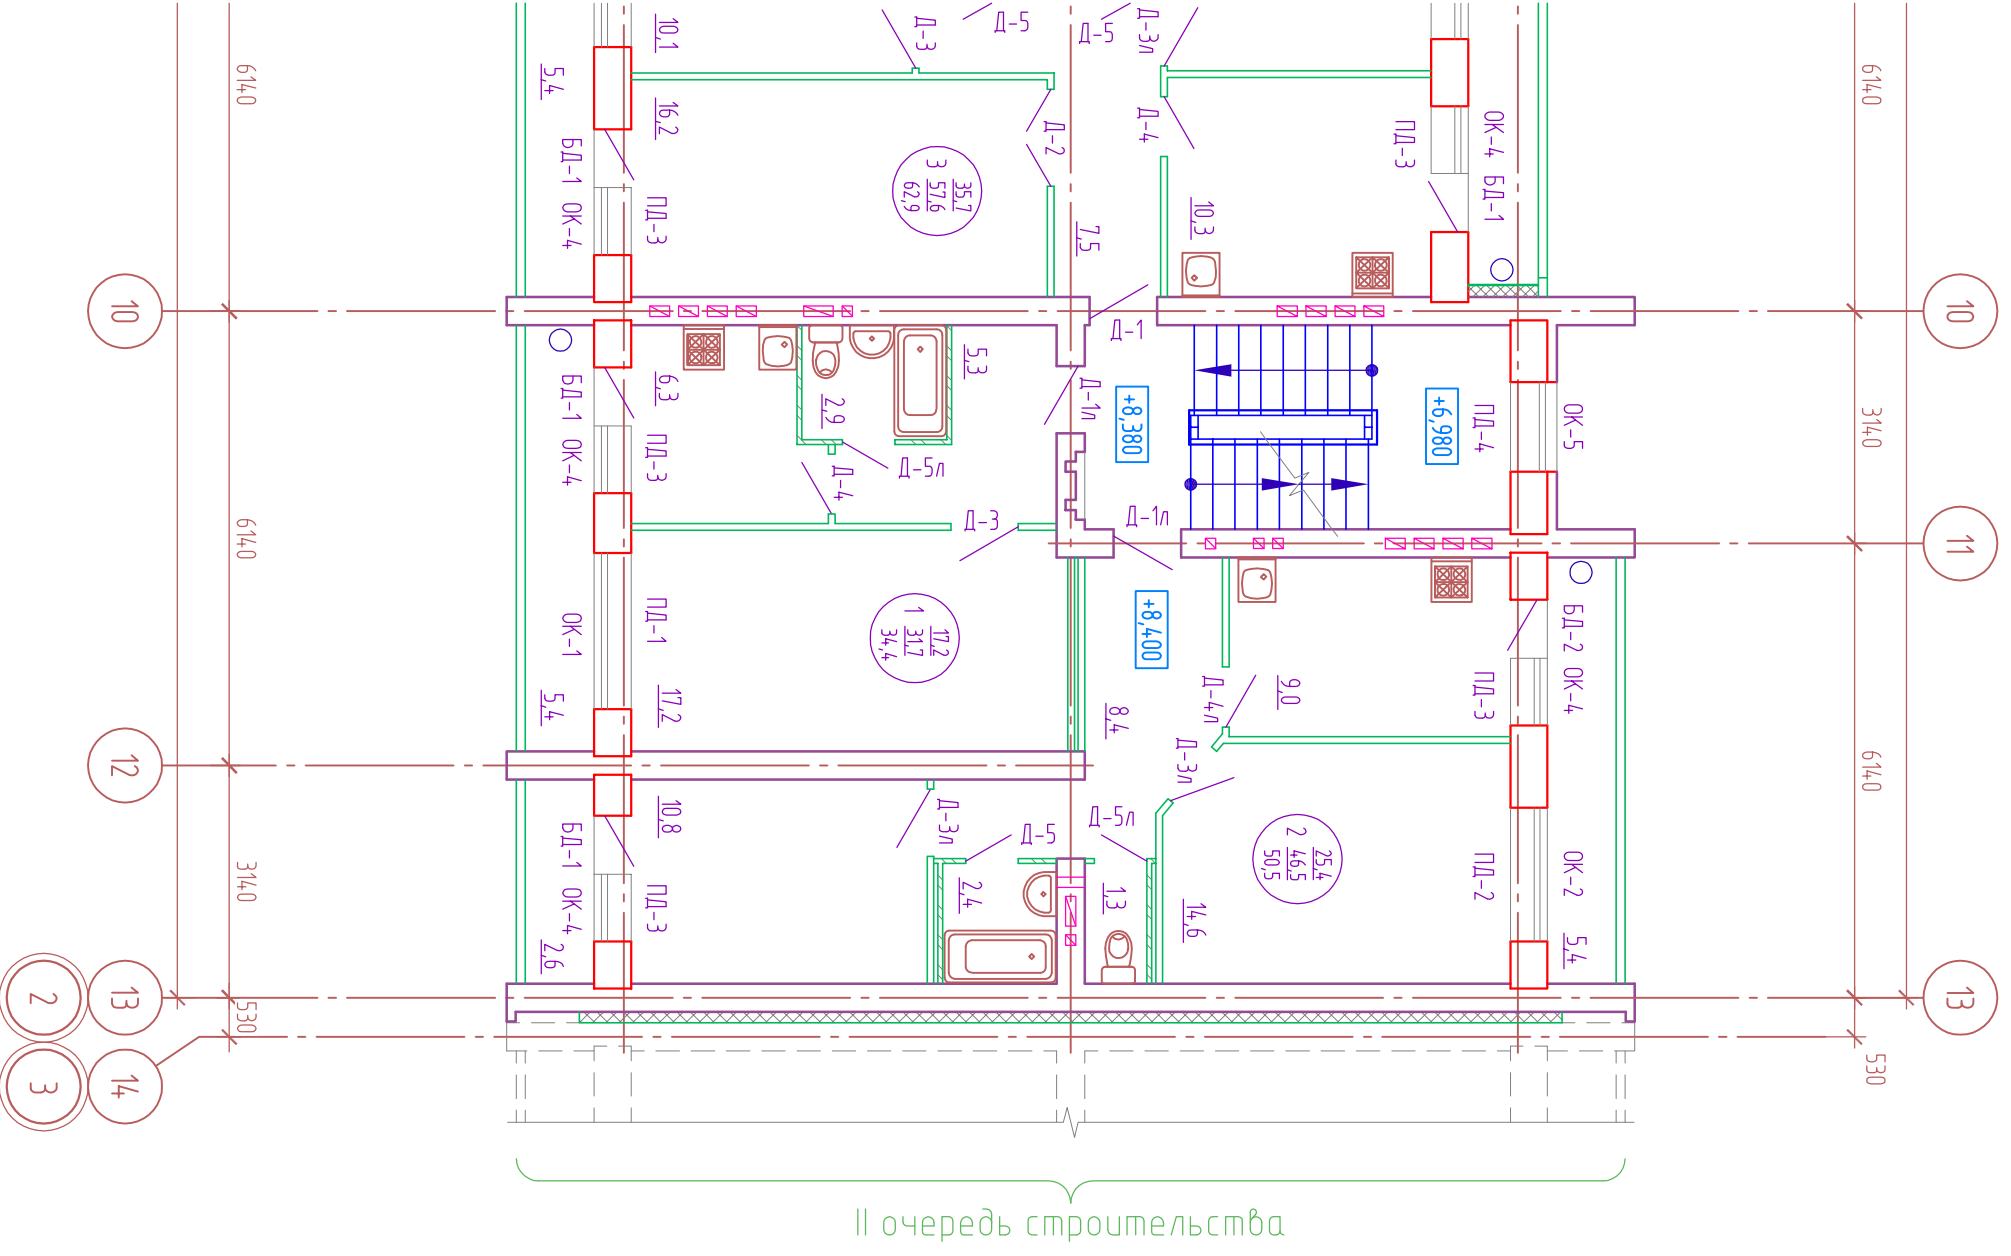 10,1
Д-3
Д-5
Д-5
Д-3л
6140
5,4
16,2
Д-2
Д-4
ПД-3
ОК-4 БД-1
6140
БД-1 ОК-4
ПД-3
3
35,7
57,6
62,9
7,5
10,3
10
10
Д-1
6,3
БД-1 ОК-4
ПД-3
2,9
5,3
Д-1л
+8,380
+6,980
ПД-4
ОК-5
3140
Д-5л
Д-4
Д-3
Д-1л
6140
11
1
17,2
31,7
34,4
ОК-1
ПД-1
5,4
17,2
+8,400
8,4
Д-4л
9,0
ПД-3
БД-2 ОК-4
12
Д-3л
6140
10,8
БД-1 ОК-4
ПД-3
Д-3л
Д-5
Д-5л
2
25,4
46,5
50,5
ПД-2
ОК-2
3140
2,6
2,4
1,3
14,6
5,4
2
13
530
13
3
14
530
II очередь строительства